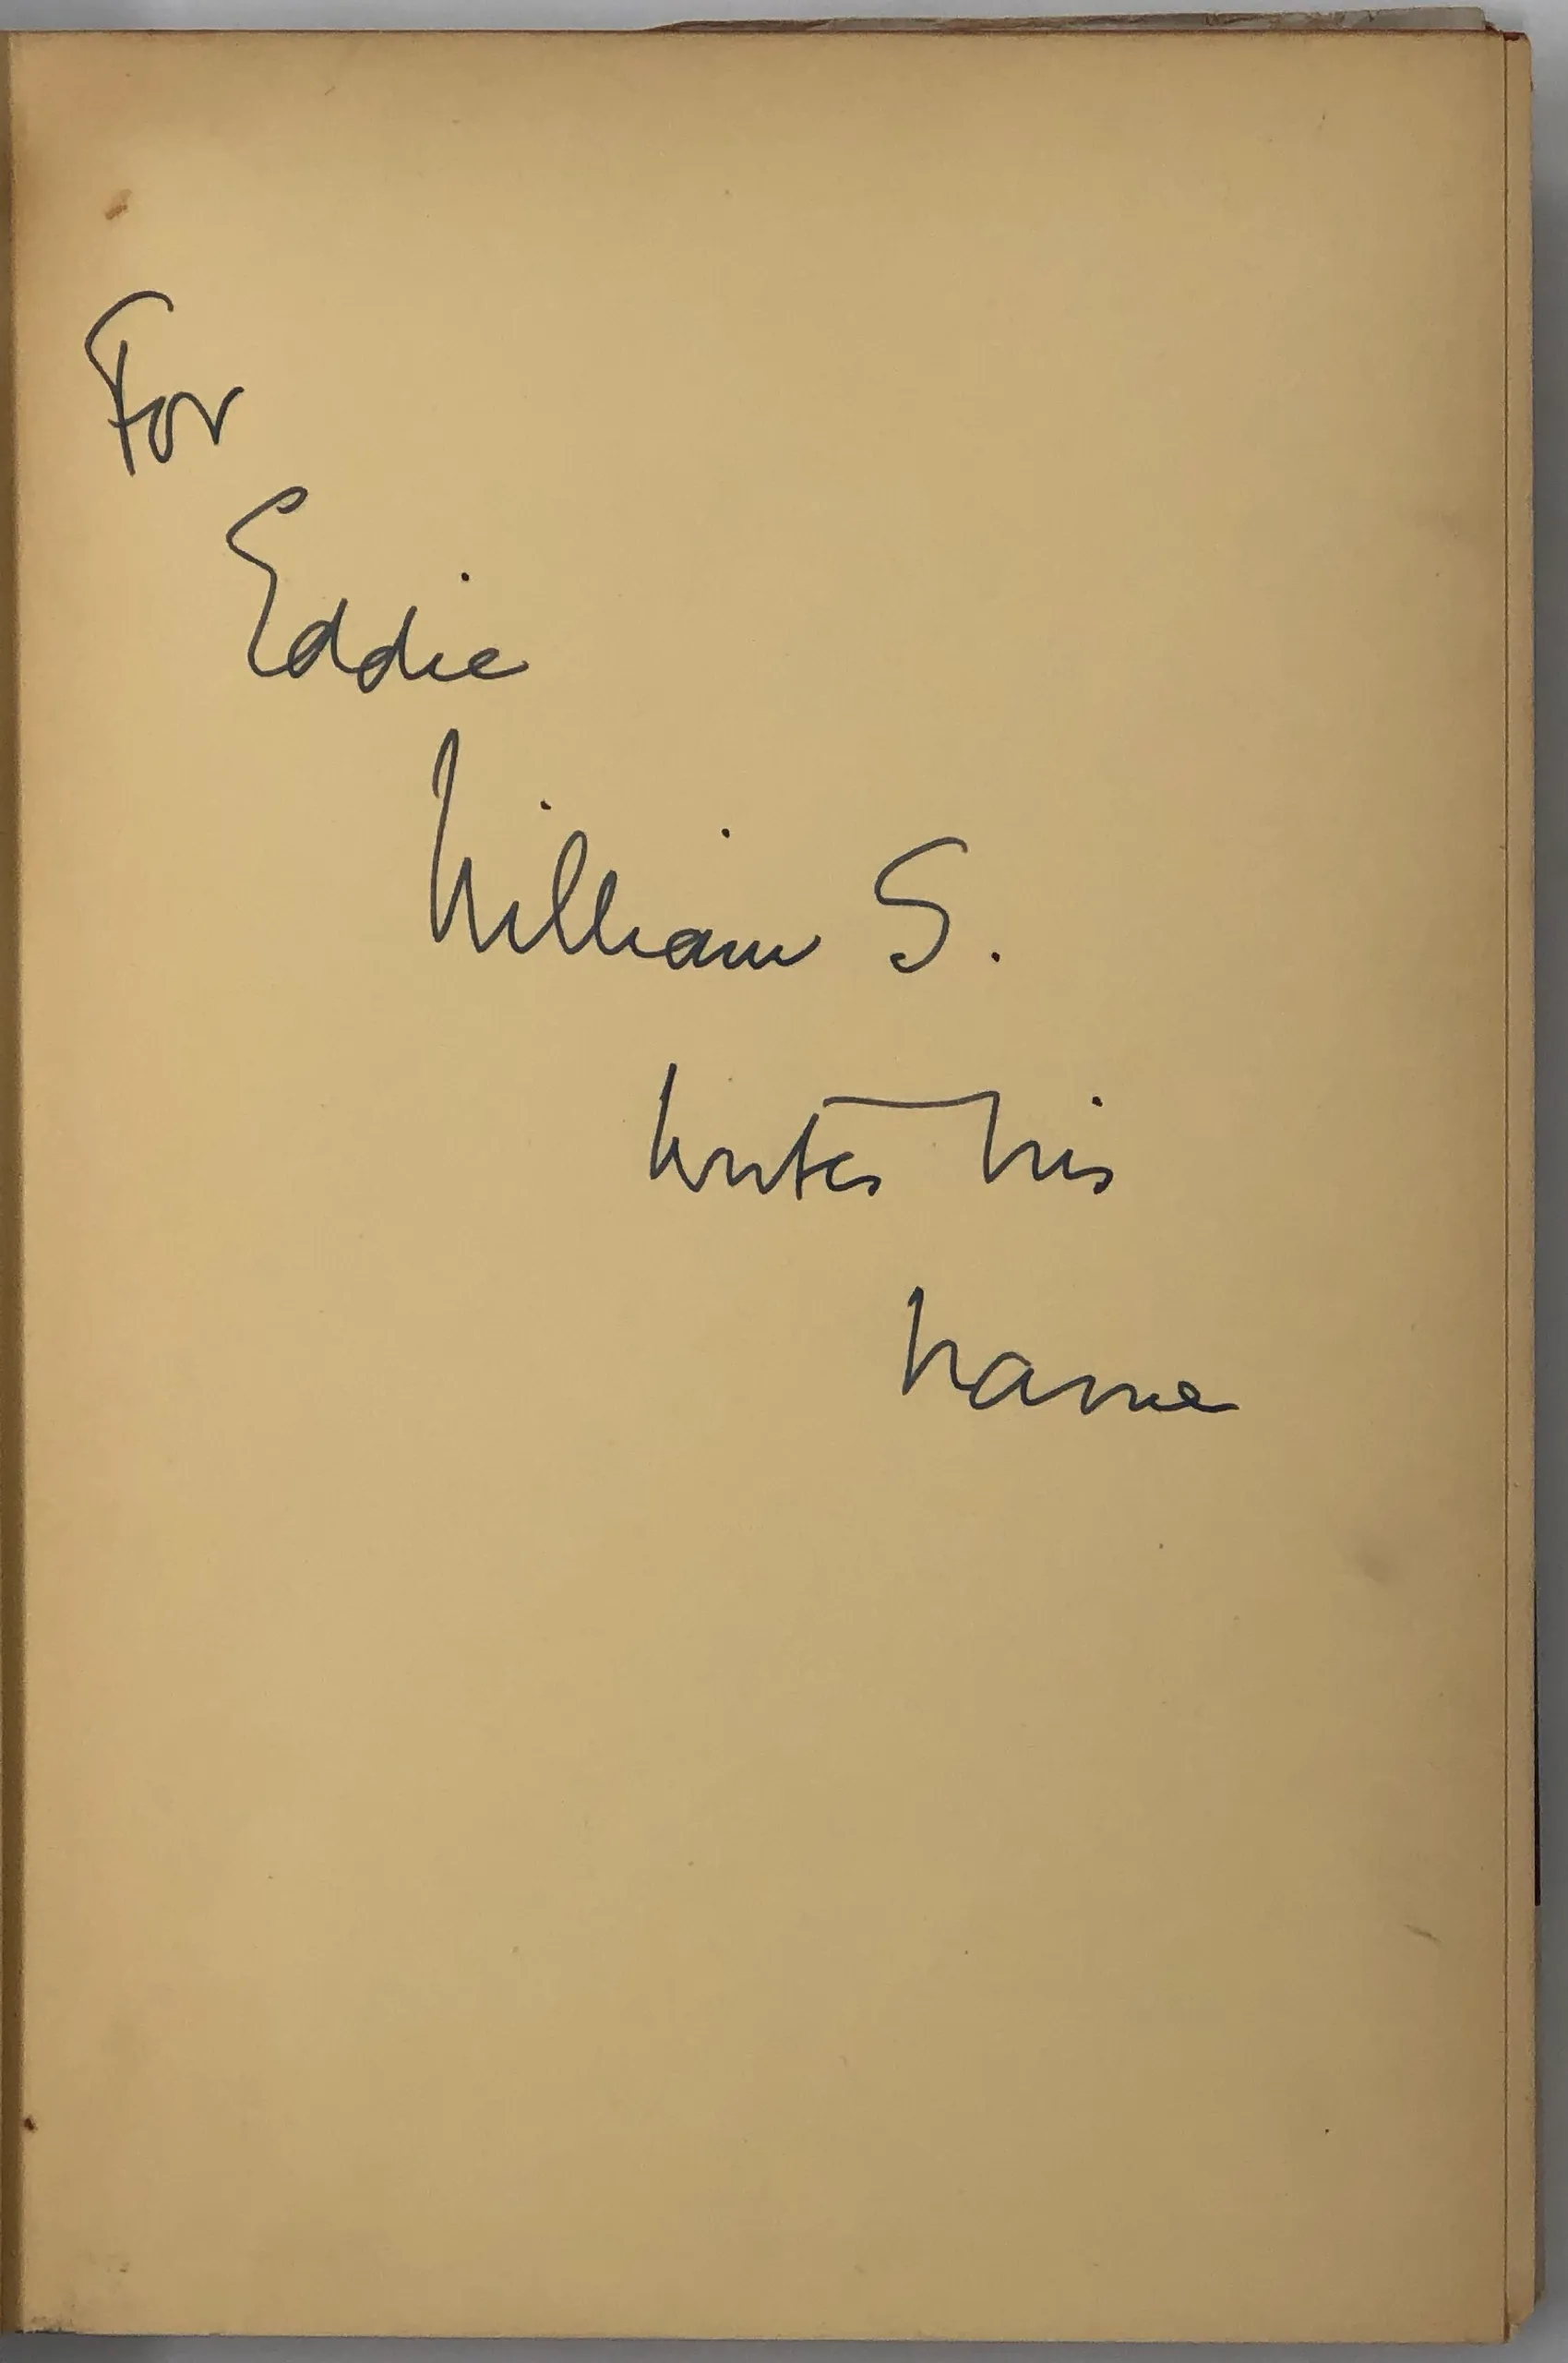 For
Eddie
William S.
writes his
name